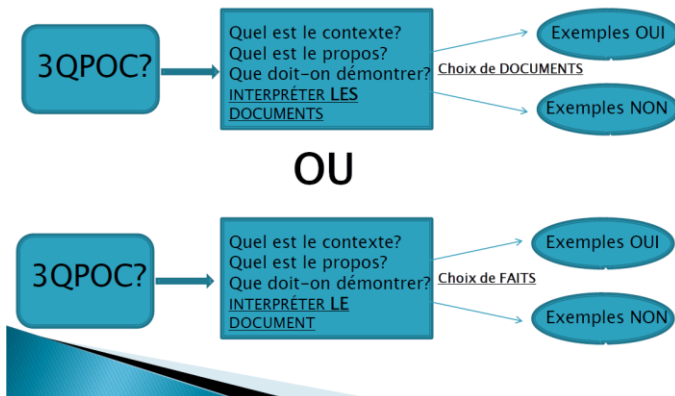 3QPOC?
Quel est le contexte?
Quel est le propos?
Que doit-on démontrer?
INTERPRÉTER LES
DOCUMENTS
Choix de DOCUMENTS
Exemples OUI
Exemples NON
OU
3QPOC?
Quel est le contexte?
Quel est le propos?
Que doit-on démontrer?
INTERPRÉTER LE
DOCUMENT
Choix de FAITS
Exemples OUI
Exemples NON